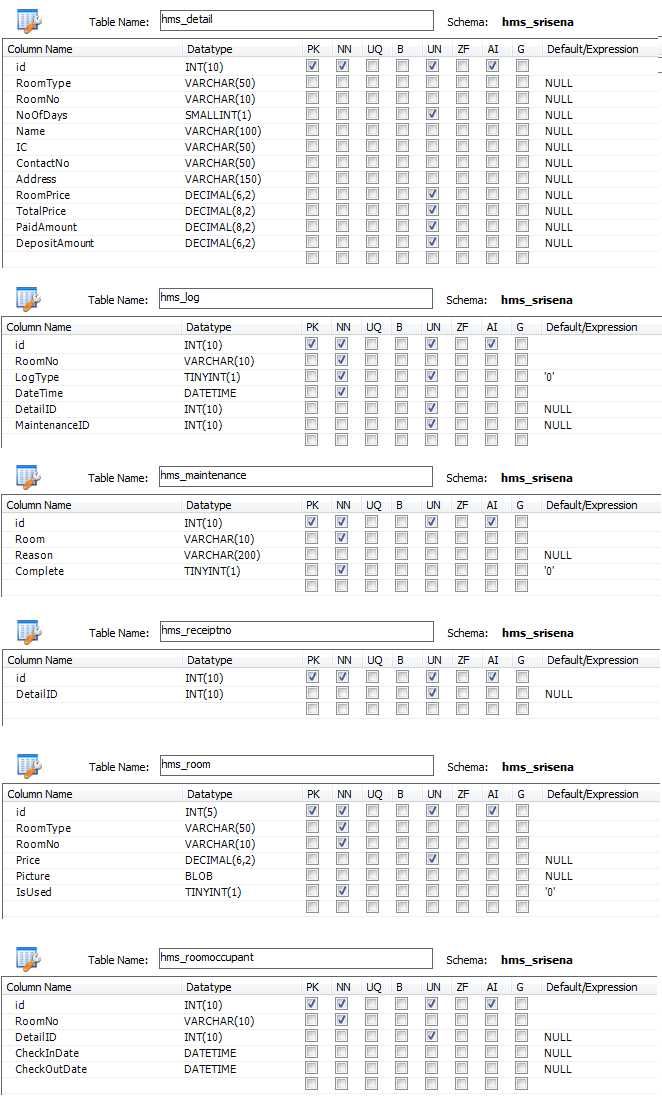 Table Name: hms_detail Schema: hms_srisena
Column Name Datatype PK NN UQ B UN ZF AI G Default/Expression
id INT(10)
RoomType VARCHAR(50) NULL
RoomNo VARCHAR(10) NULL
NoOfDays SMALLINT(1) NULL
Name VARCHAR(100) NULL
IC VARCHAR(50) NULL
ContactNo VARCHAR(50) NULL
Address VARCHAR(150) NULL
RoomPrice DECIMAL(6,2) NULL
TotalPrice DECIMAL(8,2) NULL
PaidAmount DECIMAL(8,2) NULL
DepositAmount DECIMAL(6,2) NULL
Table Name: hms_log Schema: hms_srisena
Column Name Datatype PK NN UQ B UN ZF AI G Default/Expression
id INT(10)
RoomNo VARCHAR(10)
LogType TINYINT(1) '0'
DateTime DATETIME
DetailID INT(10) NULL
MaintenanceID INT(10) NULL
Table Name: hms_maintenance Schema: hms_srisena
Column Name Datatype PK NN UQ B UN ZF AI G Default/Expression
id INT(10)
Room VARCHAR(10)
Reason VARCHAR(200) NULL
Complete TINYINT(1) '0'
Table Name: hms_receiptno Schema: hms_srisena
Column Name Datatype PK NN UQ B UN ZF AI G Default/Expression
id INT(10)
DetailID INT(10) NULL
Table Name: hms_room Schema: hms_srisena
Column Name Datatype PK NN UQ B UN ZF AI G Default/Expression
id INT(5)
RoomType VARCHAR(50)
RoomNo VARCHAR(10)
Price DECIMAL(6,2) NULL
Picture BLOB NULL
IsUsed TINYINT(1) '0'
Table Name: hms_roomoccupant Schema: hms_srisena
Column Name Datatype PK NN UQ B UN ZF AI G Default/Expression
id INT(10)
RoomNo VARCHAR(10)
DetailID INT(10) NULL
CheckInDate DATETIME NULL
CheckOutDate DATETIME NULL